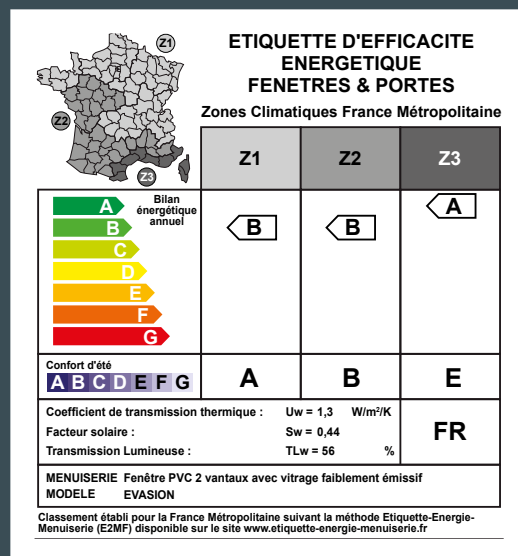 ETIQUETTE D'EFFICACITE
ENERGETIQUE
FENETRES & PORTES
Zones Climatiques France Métropolitaine
Z1
Z2
Z3
Z1 Z2 Z3
Bilan
énergétique
annuel
A
B
C
D
E
F
G
B B A
Confort d'été
A B C D E F G
A B E
Coefficient de transmission thermique : Uw = 1,3 W/m²/K
Facteur solaire : Sw = 0,44
Transmission Lumineuse : TLw = 56 %
FR
MENUISERIE Fenêtre PVC 2 vantaux avec vitrage faiblement émissif
MODELE EVASION
Classement établi pour la France Métropolitaine suivant la méthode Etiquette-Energie-
Menuiserie (E2MF) disponible sur le site www.etiquette-energie-menuiserie.fr